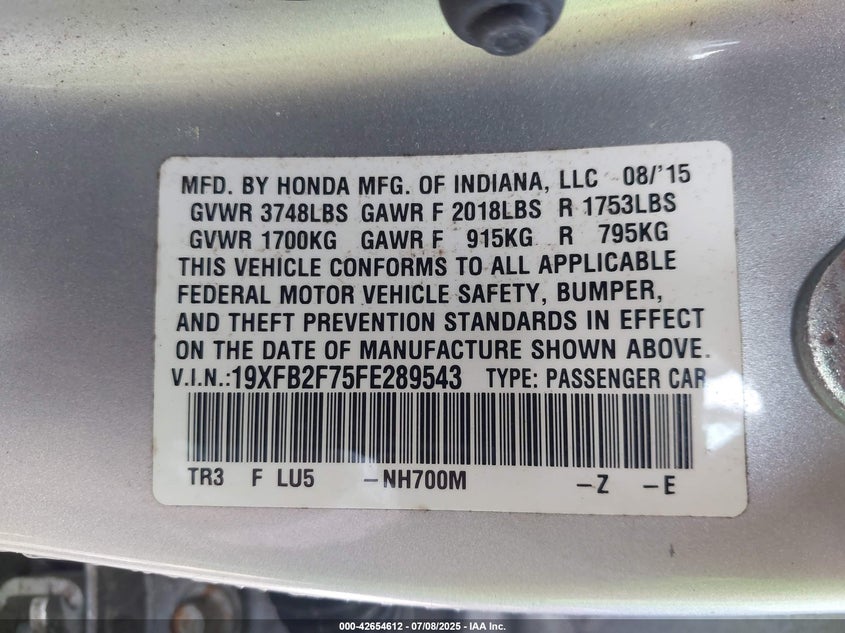 MFD. BY HONDA MFG. OF INDIANA, LLC 08/'15
GVWR 3748LBS GAWR F 2018LBS R 1753LBS
GVWR 1700KG GAWR F 915KG R 795KG
THIS VEHICLE CONFORMS TO ALL APPLICABLE
FEDERAL MOTOR VEHICLE SAFETY, BUMPER,
AND THEFT PREVENTION STANDARDS IN EFFECT
ON THE DATE OF MANUFACTURE SHOWN ABOVE.
V.I.N.:19XFB2F75FE289543 TYPE: PASSENGER CAR
TR3 F LU5 -NH700M -Z -E
000-42654612 - 07/08/2025 - IAA Inc.